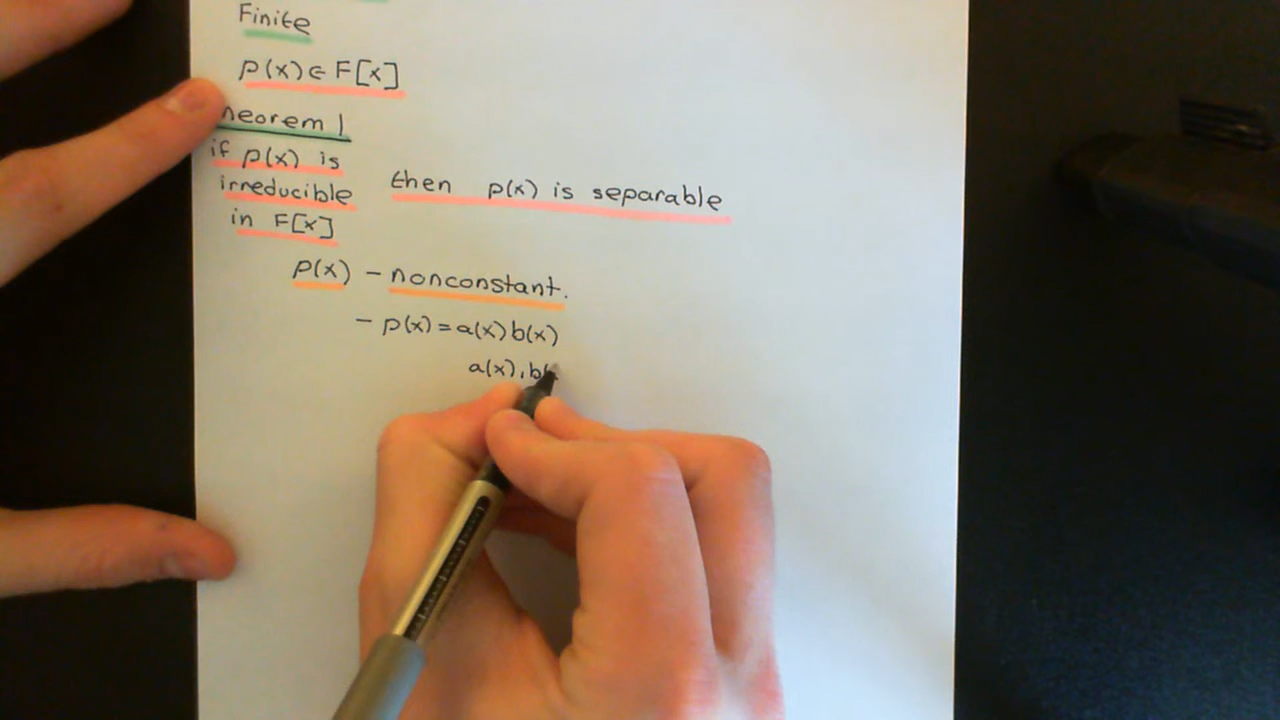 Finite
p(x) ∈ F[x]
heorem 1
if p(x) is
irreducible then p(x) is separable
in F[x]
p(x) - nonconstant.
- p(x) = a(x) b(x)
a(x), b(